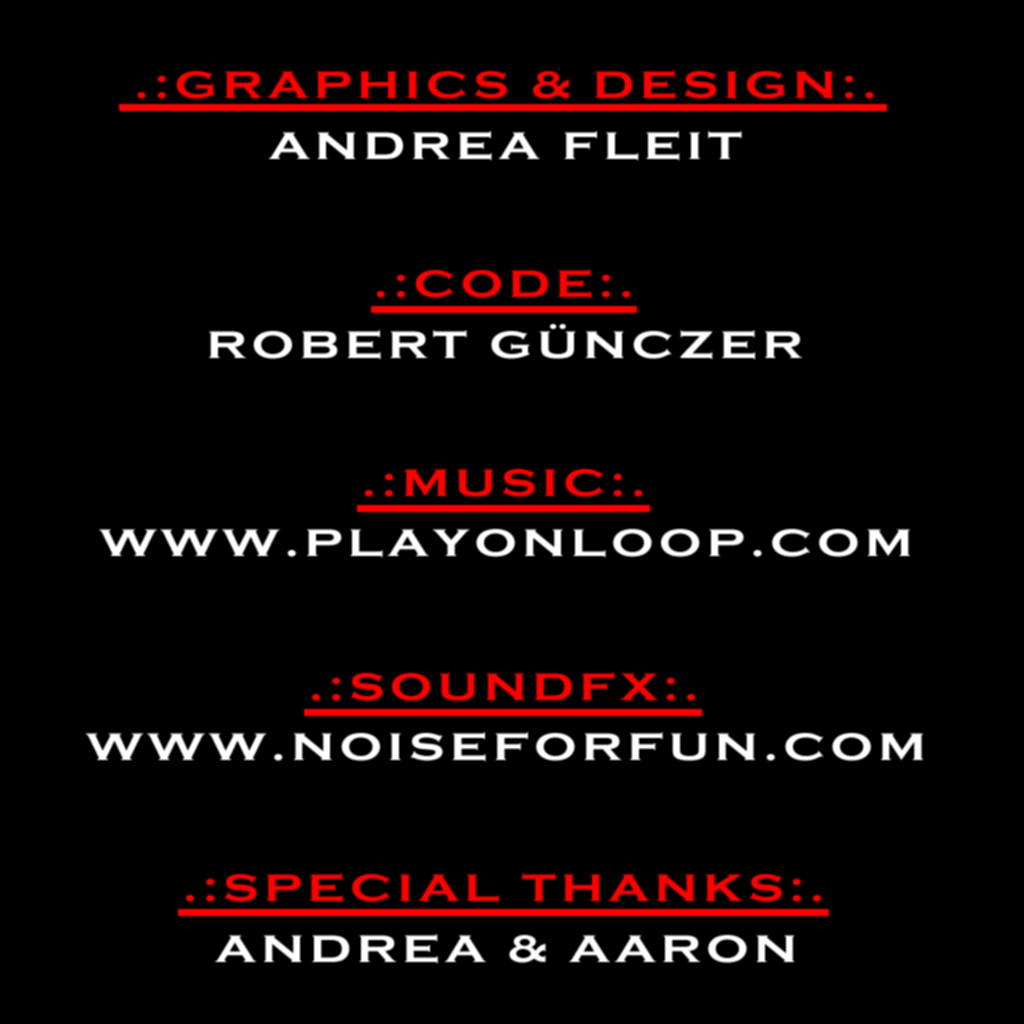 .:GRAPHICS & DESIGN:.
ANDREA FLEIT
.:CODE:.
ROBERT GÜNCZER
.:MUSIC:.
WWW.PLAYONLOOP.COM
.:SOUNDFX:.
WWW.NOISEFORFUN.COM
.:SPECIAL THANKS:.
ANDREA & AARON